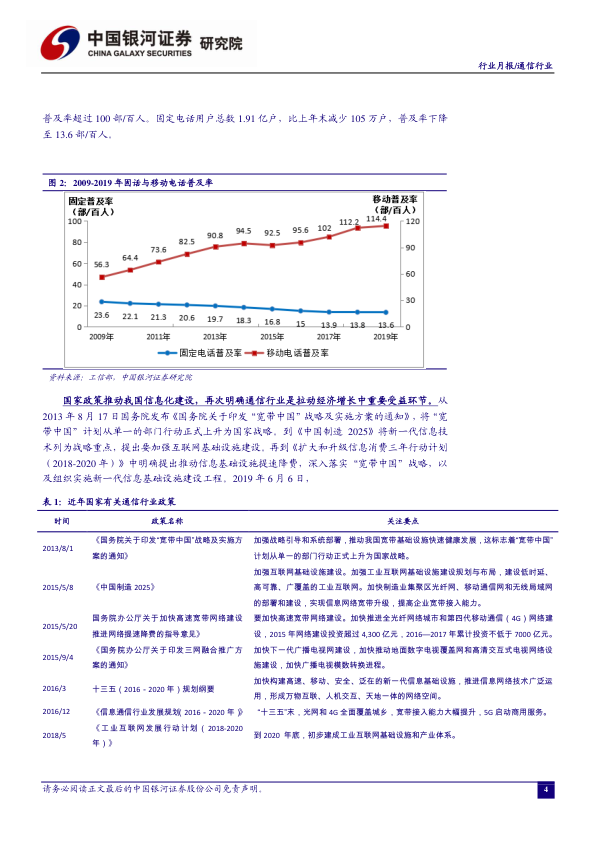 中国银河证券 研究院
CHINA GALAXY SECURITIES
行业月报/通信行业
普及率超过 100 部/百人。固定电话用户总数 1.91 亿户，比上年末减少 105 万户，普及率下降
至 13.6 部/百人。
图 2：2009-2019 年固话与移动电话普及率
固定普及率 移动普及率
（部/百人） （部/百人）
100 120
80 90
60 60
40 30
20 0
0
56.3 64.4 73.6 82.5 90.8 94.5 92.5 95.6 102 112.2 114.4
23.6 22.1 21.3 20.6 19.7 18.3 16.8 15 13.9 13.8 13.6
2009年 2011年 2013年 2015年 2017年 2019年
固定电话普及率 移动电话普及率
资料来源：工信部，中国银河证券研究院
国家政策推动我国信息化建设，再次明确通信行业是拉动经济增长中重要受益环节。从
2013 年 8 月 17 日国务院发布《国务院关于印发“宽带中国”战略及实施方案的通知》，将“宽
带中国”计划从单一的部门行动正式上升为国家战略。到《中国制造 2025》将新一代信息技
术列为战略重点，提出要加强互联网基础设施建设。再到《扩大和升级信息消费三年行动计划
（2018-2020 年）》中明确提出推动信息基础设施提速降费，深入落实“宽带中国”战略，以
及组织实施新一代信息基础设施建设工程。2019 年 6 月 6 日，
表 1：近年国家有关通信行业政策
时间 政策名称 关注要点
2013/8/1 《国务院关于印发“宽带中国”战略及实施方 加强战略引导和系统部署，推动我国宽带基础设施快速健康发展，这标志着“宽带中国”
案的通知》 计划从单一的部门行动正式上升为国家战略。
加强互联网基础设施建设。加强工业互联网基础设施建设规划与布局，建设低时延、
2015/5/8 《中国制造 2025》 高可靠、广覆盖的工业互联网。加快制造业集聚区光纤网、移动通信网和无线局域网
的部署和建设，实现信息网络宽带升级，提高企业宽带接入能力。
2015/5/20 国务院办公厅关于加快高速宽带网络建设 要加快高速宽带网络建设。加快推进全光纤网络城市和第四代移动通信（4G）网络建
推进网络提速降费的指导意见》 设，2015 年网络建设投资超过 4,300 亿元，2016—2017 年累计投资不低于 7000 亿元。
2015/9/4 《国务院办公厅关于印发三网融合推广方 加快下一代广播电视网建设，加快推动地面数字电视覆盖网和高清交互式电视网络设
案的通知》 施建设，加快广播电视模数转换进程。
2016/3 十三五（2016－2020 年）规划纲要 加快构建高速、移动、安全、泛在的新一代信息基础设施，推进信息网络技术广泛运
用，形成万物互联、人机交互、天地一体的网络空间。
2016/12 《信息通信行业发展规划（2016－2020 年）》 “十三五”末，光网和 4G 全面覆盖城乡，宽带接入能力大幅提升，5G 启动商用服务。
2018/5 《工业互联网发展行动计划（2018-2020 到 2020 年底，初步建成工业互联网基础设施和产业体系。
年）》
请务必阅读正文最后的中国银河证券股份公司免责声明。 4